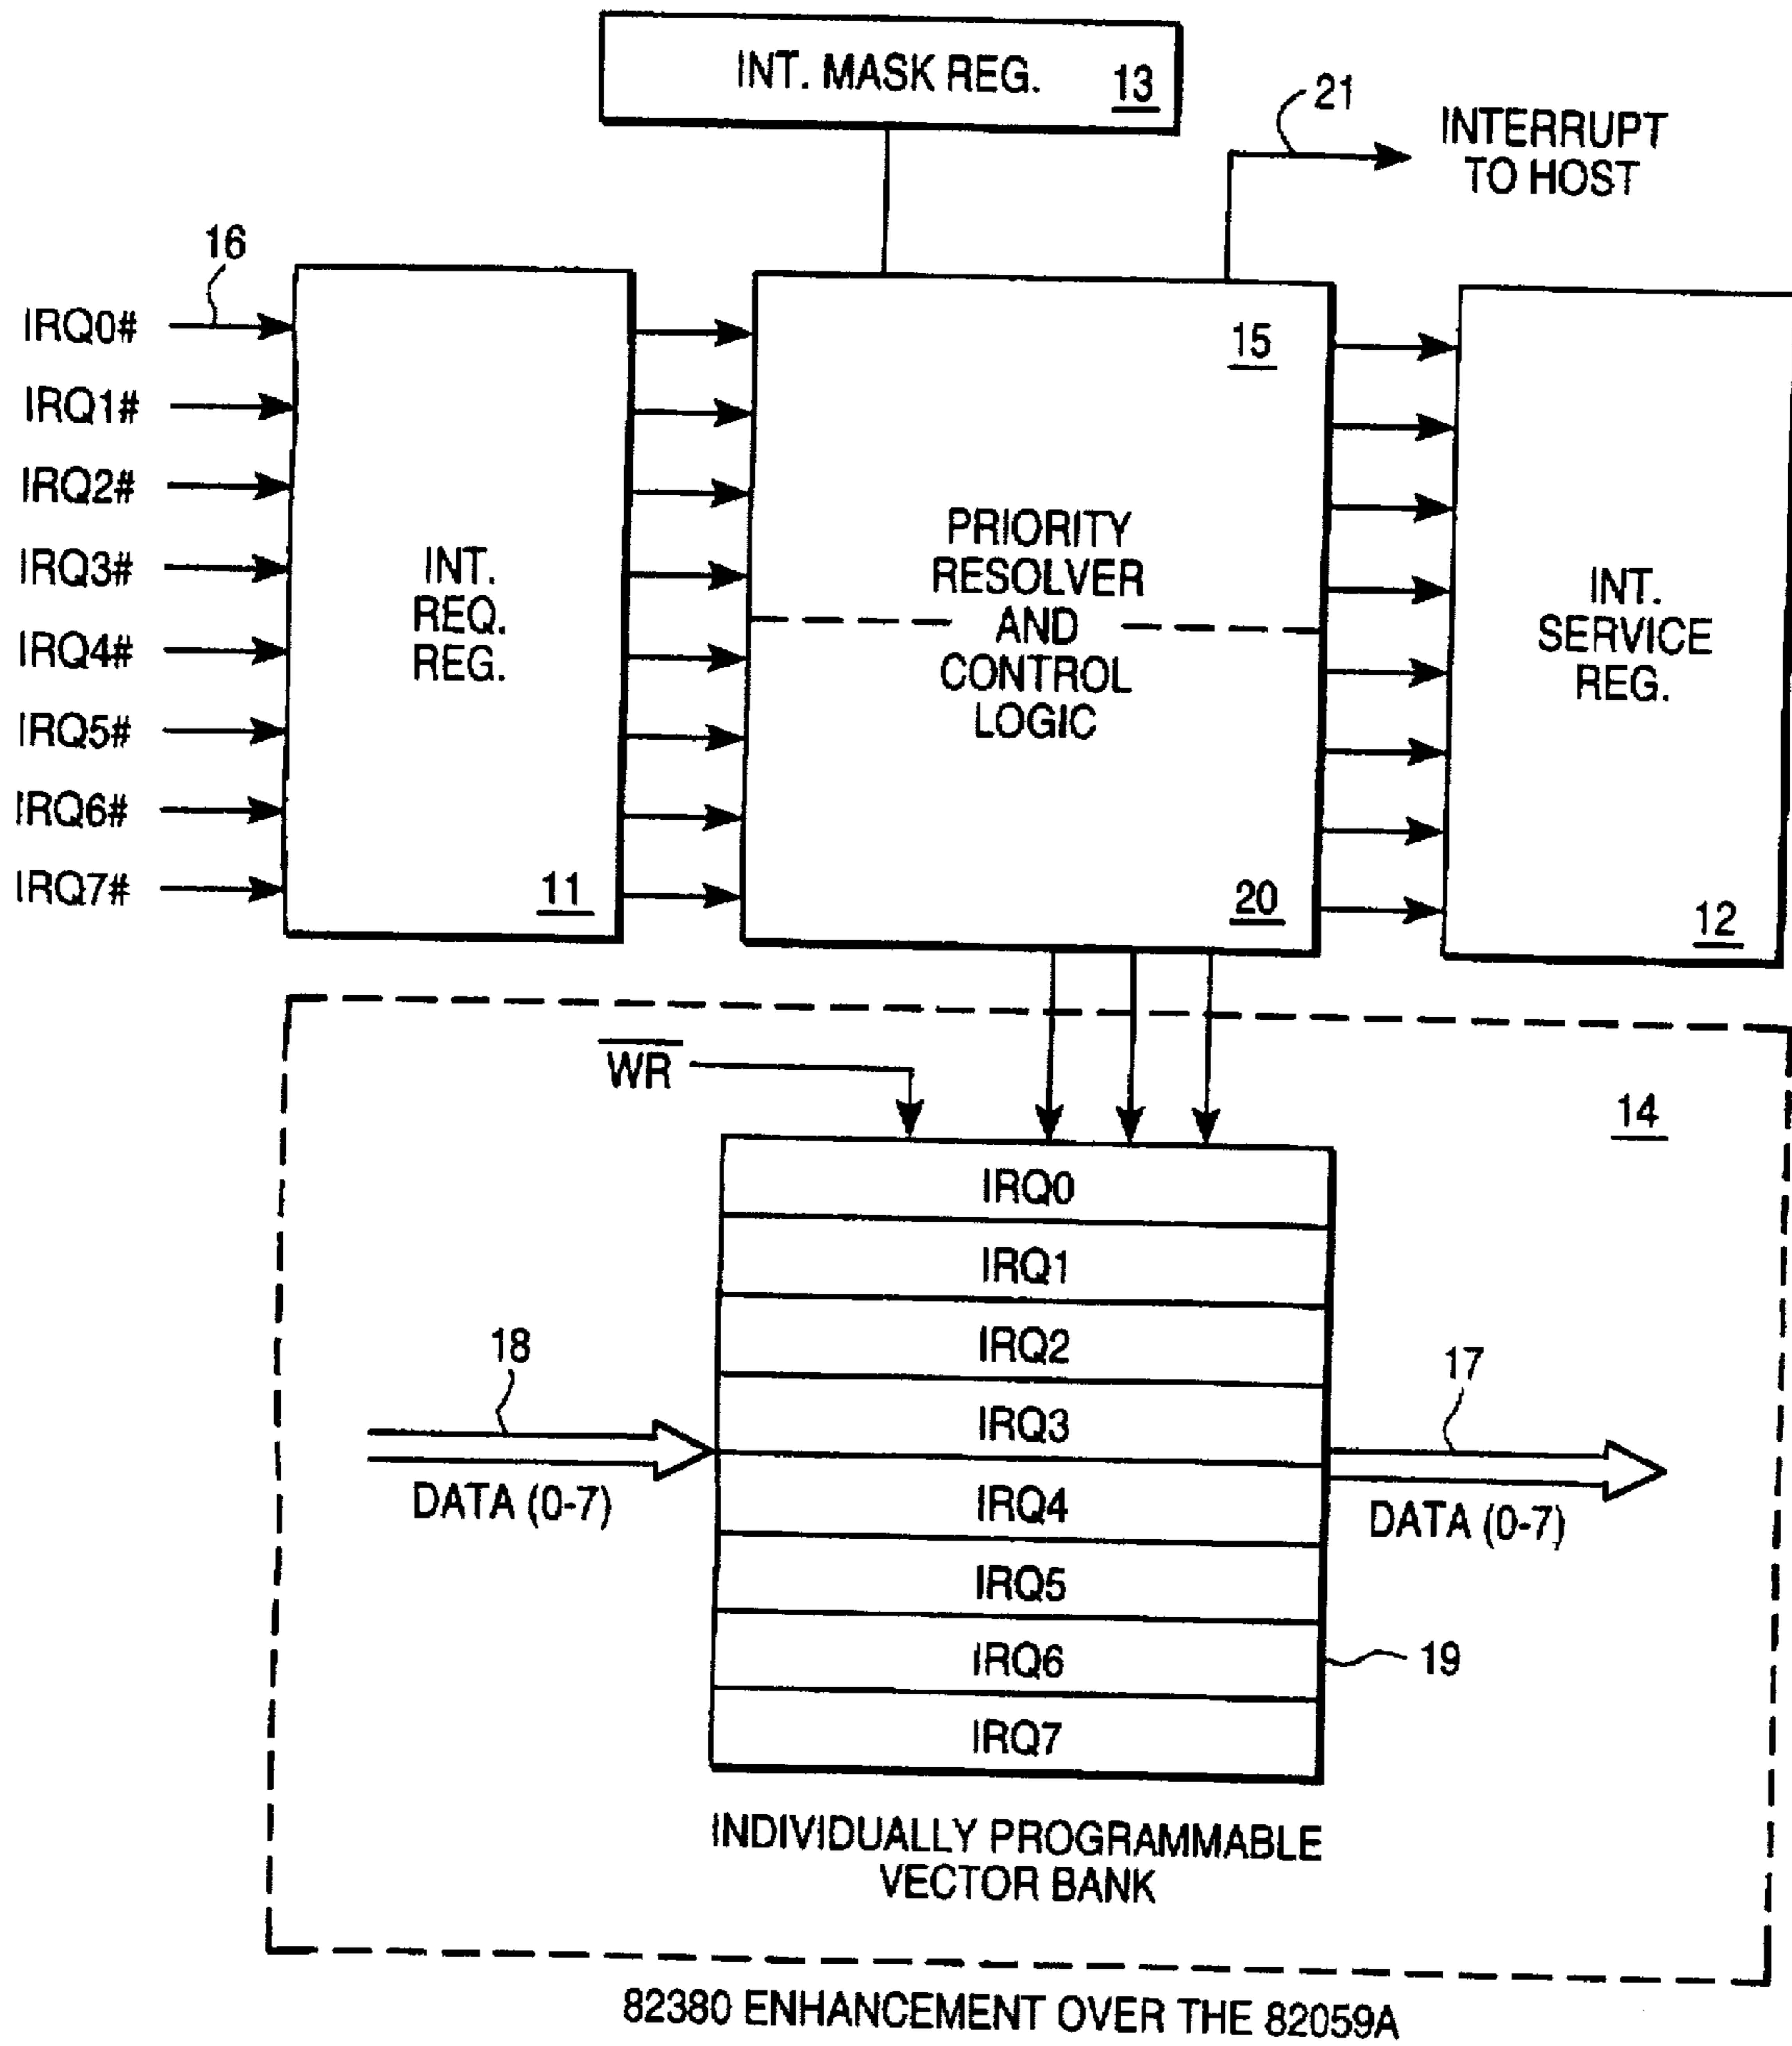 INT. MASK REG. 13
21
INTERRUPT
TO HOST
16
IRQ0#
IRQ1#
IRQ2#
IRQ3#
IRQ4#
IRQ5#
IRQ6#
IRQ7#
INT.
REQ.
REG.
11
15
PRIORITY
RESOLVER
AND
CONTROL
LOGIC
20
INT.
SERVICE
REG.
12
WR
14
IRQ0
IRQ1
IRQ2
IRQ3
IRQ4
IRQ5
IRQ6
IRQ7
18
DATA (0-7)
17
DATA (0-7)
19
INDIVIDUALLY PROGRAMMABLE
VECTOR BANK
82380 ENHANCEMENT OVER THE 82059A